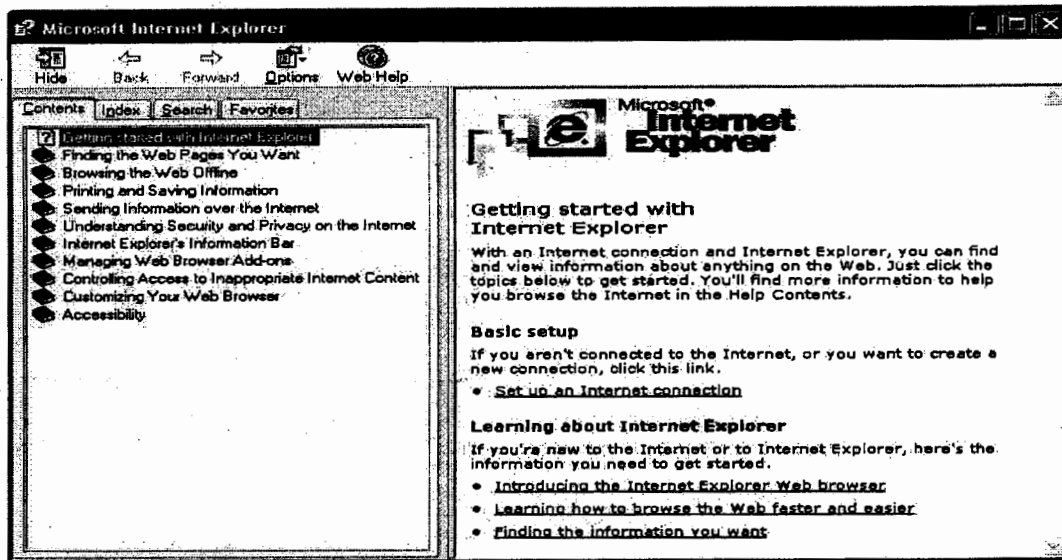 Microsoft Internet Explorer
Hide Back Forward Options Web Help
Contents Index Search Favorites
Getting started with Internet Explorer
Finding the Web Pages You Want
Browsing the Web Offline
Printing and Saving Information
Sending Information over the Internet
Understanding Security and Privacy on the Internet
Internet Explorer's Information Bar
Managing Web Browser Add-ons
Controlling Access to Inappropriate Internet Content
Customizing Your Web Browser
Accessibility
Microsoft®
Internet
Explorer
Getting started with
Internet Explorer
With an Internet connection and Internet Explorer, you can find
and view information about anything on the Web. Just click the
topics below to get started. You'll find more information to help
you browse the Internet in the Help Contents.
Basic setup
If you aren't connected to the Internet, or you want to create a
new connection, click this link.
• Set up an Internet connection
Learning about Internet Explorer
If you're new to the Internet or to Internet Explorer, here's the
information you need to get started.
• Introducing the Internet Explorer Web browser
• Learning how to browse the Web faster and easier
• Finding the information you want